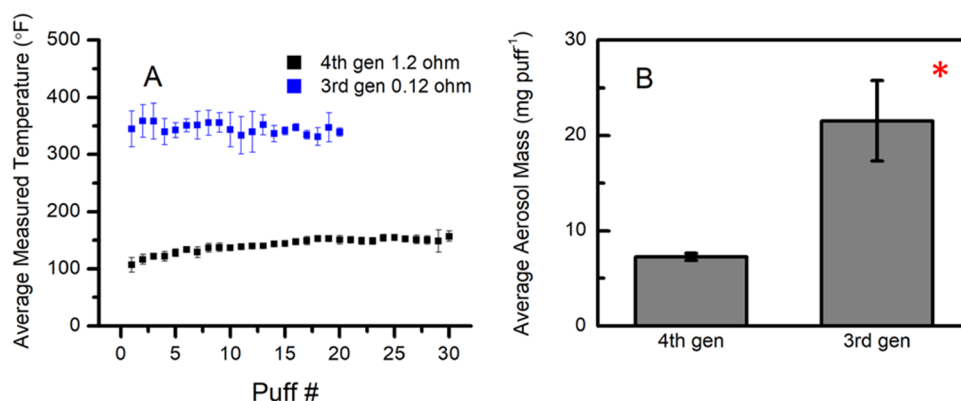 A
4th gen 1.2 ohm
3rd gen 0.12 ohm
Average Measured Temperature (°F)
500
400
300
200
100
0
0 5 10 15 20 25 30
Puff #
B
*
Average Aerosol Mass (mg puff⁻¹)
30
20
10
0
4th gen 3rd gen